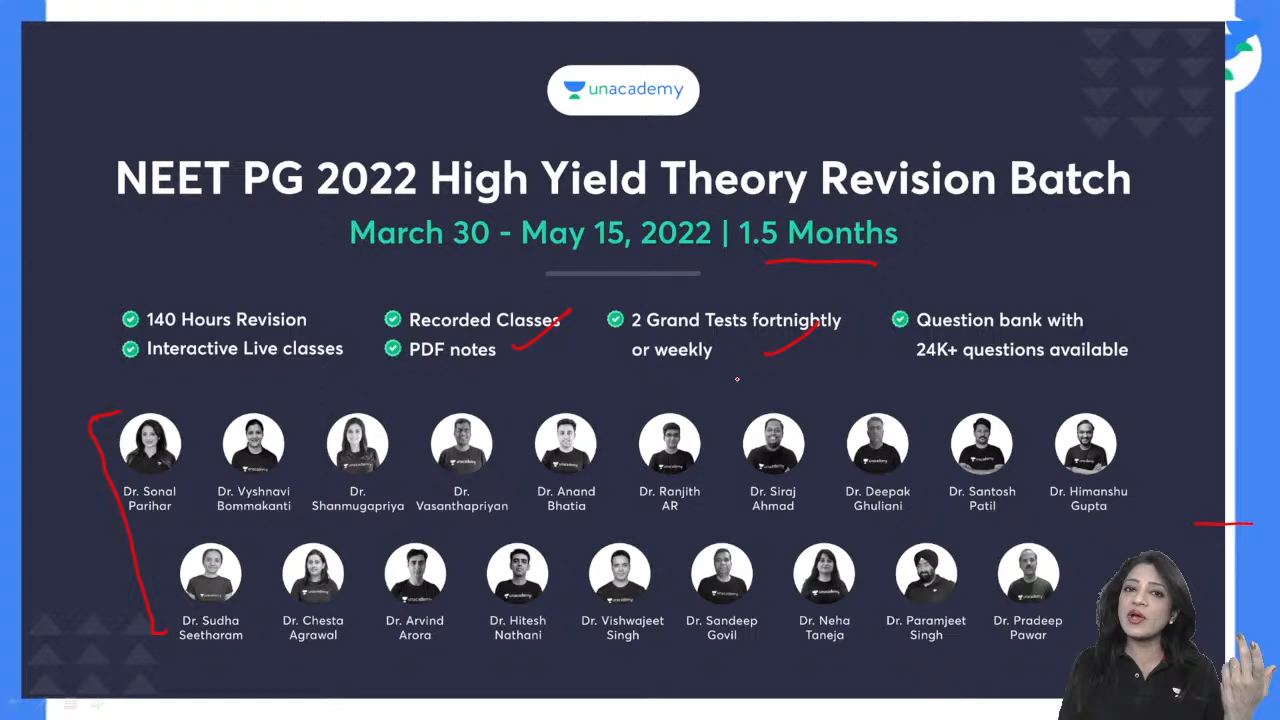 unacademy
NEET PG 2022 High Yield Theory Revision Batch
March 30 - May 15, 2022 | 1.5 Months
140 Hours Revision
Interactive Live classes
Recorded Classes
PDF notes
2 Grand Tests fortnightly
or weekly
Question bank with
24K+ questions available
Dr. Sonal
Parihar
Dr. Vyshnavi
Bommakanti
Dr.
Shanmugapriya
Dr.
Vasanthapriyan
Dr. Anand
Bhatia
Dr. Ranjith
AR
Dr. Siraj
Ahmad
Dr. Deepak
Ghuliani
Dr. Santosh
Patil
Dr. Himanshu
Gupta
Dr. Sudha
Seetharam
Dr. Chesta
Agrawal
Dr. Arvind
Arora
Dr. Hitesh
Nathani
Dr. Vishwajeet
Singh
Dr. Sandeep
Govil
Dr. Neha
Taneja
Dr. Paramjeet
Singh
Dr. Pradeep
Pawar